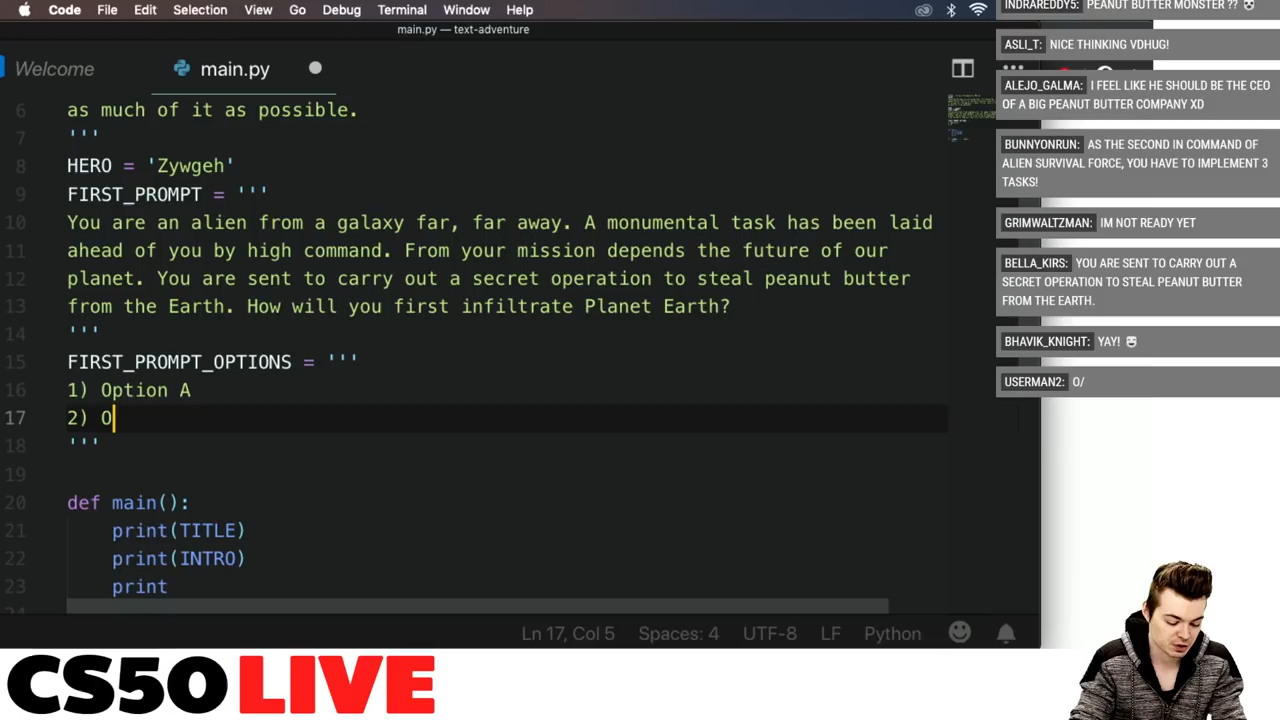 Code File Edit Selection View Go Debug Terminal Window Help
main.py — text-adventure
Welcome
main.py
6 as much of it as possible.
7 '''
8 HERO = 'Zywgeh'
9 FIRST_PROMPT = '''
10 You are an alien from a galaxy far, far away. A monumental task has been laid
11 ahead of you by high command. From your mission depends the future of our
12 planet. You are sent to carry out a secret operation to steal peanut butter
13 from the Earth. How will you first infiltrate Planet Earth?
14 '''
15 FIRST_PROMPT_OPTIONS = '''
16 1) Option A
17 2) O
18 '''
19
20 def main():
21 print(TITLE)
22 print(INTRO)
23 print
Ln 17, Col 5 Spaces: 4 UTF-8 LF Python
INDRAREDDY5: PEANUT BUTTER MONSTER ??
ASLI_T: NICE THINKING VDHUG!
ALEJO_GALMA: I FEEL LIKE HE SHOULD BE THE CEO
OF A BIG PEANUT BUTTER COMPANY XD
BUNNYONRUN: AS THE SECOND IN COMMAND OF
ALIEN SURVIVAL FORCE, YOU HAVE TO IMPLEMENT 3
TASKS!
GRIMWALTZMAN: IM NOT READY YET
BELLA_KIRS: YOU ARE SENT TO CARRY OUT A
SECRET OPERATION TO STEAL PEANUT BUTTER
FROM THE EARTH.
BHAVIK_KNIGHT: YAY!
USERMAN2: O/
CS50 LIVE